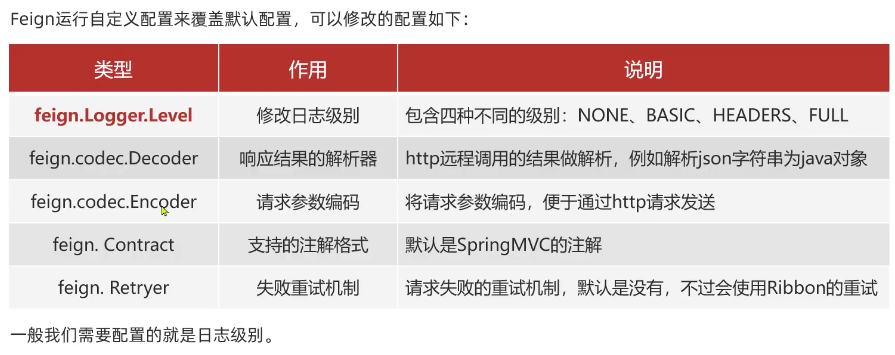 Feign运行自定义配置来覆盖默认配置，可以修改的配置如下：
类型 作用 说明
feign.Logger.Level 修改日志级别 包含四种不同的级别：NONE、BASIC、HEADERS、FULL
feign.codec.Decoder 响应结果的解析器 http远程调用的结果做解析，例如解析json字符串为java对象
feign.codec.Encoder 请求参数编码 将请求参数编码，便于通过http请求发送
feign. Contract 支持的注解格式 默认是SpringMVC的注解
feign. Retryer 失败重试机制 请求失败的重试机制，默认是没有，不过会使用Ribbon的重试
一般我们需要配置的就是日志级别。